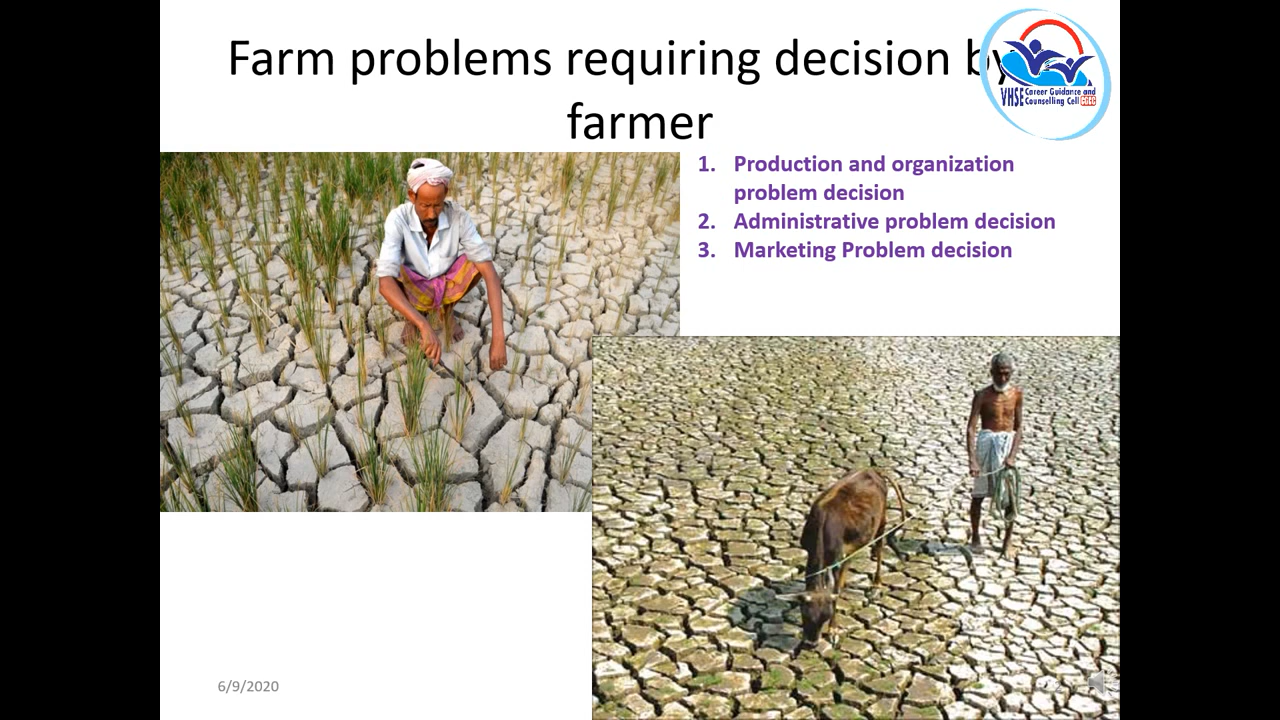 Farm problems requiring decision by
farmer
VHSE Career Guidance and
Counselling Cell CGCC
1. Production and organization
problem decision
2. Administrative problem decision
3. Marketing Problem decision
6/9/2020